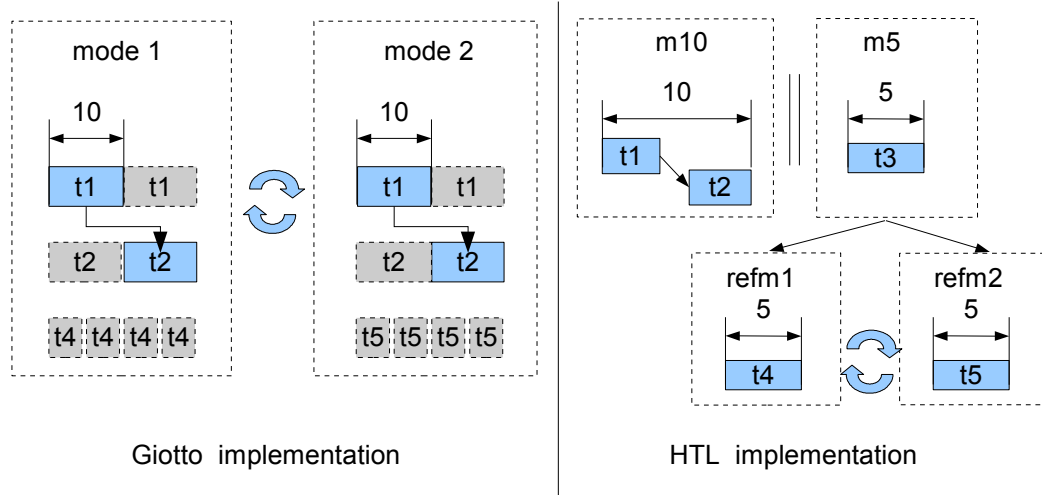 mode 1
10
t1 t1
t2 t2
t4 t4 t4 t4
mode 2
10
t1 t1
t2 t2
t5 t5 t5 t5
Giotto implementation
m10
10
t1
t2
m5
5
t3
refm1
5
t4
refm2
5
t5
HTL implementation